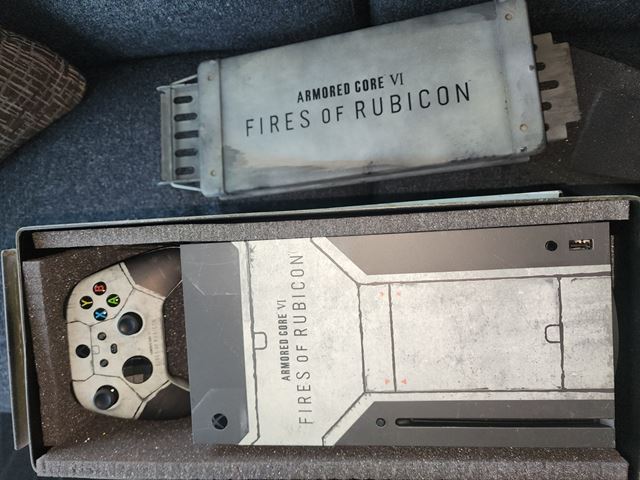 ARMORED CORE VI
FIRES OF RUBICON
ARMORED CORE VI
FIRES OF RUBICON
Y
B
X
A